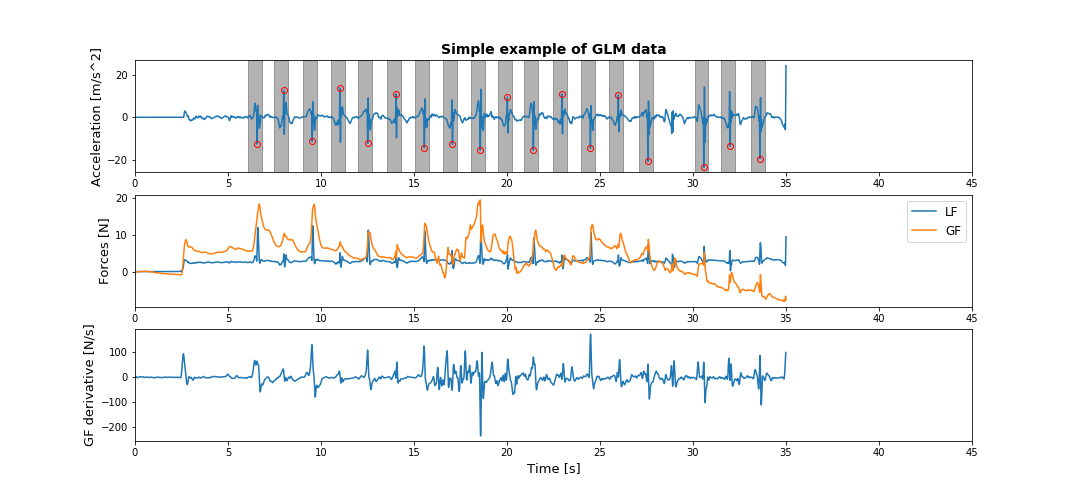 Simple example of GLM data
Acceleration [m/s^2]
20
0
−20
0 5 10 15 20 25 30 35 40 45
Forces [N]
20
10
0
LF
GF
0 5 10 15 20 25 30 35 40 45
GF derivative [N/s]
100
0
−100
−200
0 5 10 15 20 25 30 35 40 45
Time [s]